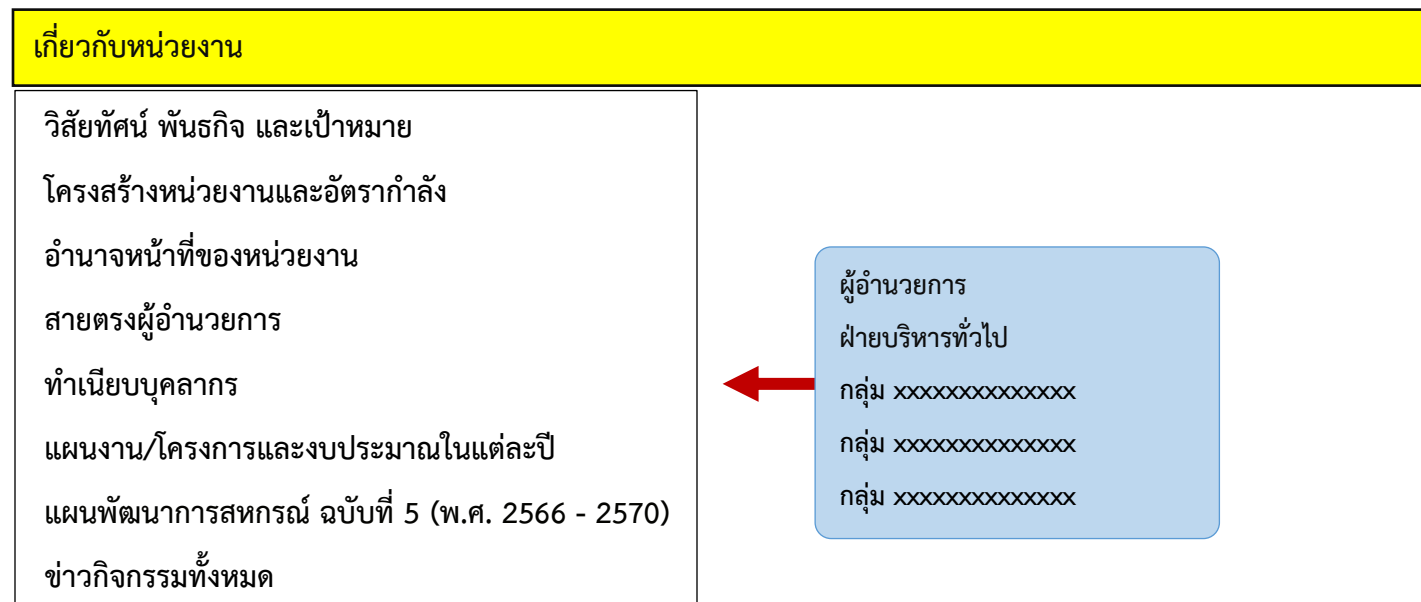 เกี่ยวกับหน่วยงาน
วิสัยทัศน์ พันธกิจ และเป้าหมาย
โครงสร้างหน่วยงานและอัตรากำลัง
อำนาจหน้าที่ของหน่วยงาน
สายตรงผู้อำนวยการ
ทำเนียบบุคลากร
แผนงาน/โครงการและงบประมาณในแต่ละปี
แผนพัฒนาการสหกรณ์ ฉบับที่ 5 (พ.ศ. 2566 - 2570)
ข่าวกิจกรรมทั้งหมด
ผู้อำนวยการ
ฝ่ายบริหารทั่วไป
กลุ่ม xxxxxxxxxxxxxx
กลุ่ม xxxxxxxxxxxxxx
กลุ่ม xxxxxxxxxxxxxx